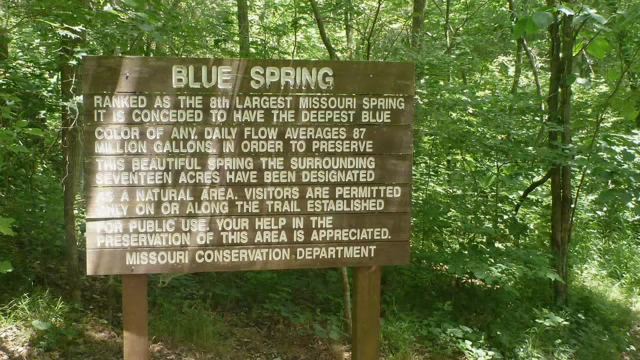 BLUE SPRING
RANKED AS THE 8th LARGEST MISSOURI SPRING
IT IS CONCEDED TO HAVE THE DEEPEST BLUE
COLOR OF ANY. DAILY FLOW AVERAGES 87
MILLION GALLONS. IN ORDER TO PRESERVE
THIS BEAUTIFUL SPRING THE SURROUNDING
SEVENTEEN ACRES HAVE BEEN DESIGNATED
AS A NATURAL AREA. VISITORS ARE PERMITTED
ONLY ON OR ALONG THE TRAIL ESTABLISHED
FOR PUBLIC USE. YOUR HELP IN THE
PRESERVATION OF THIS AREA IS APPRECIATED.
MISSOURI CONSERVATION DEPARTMENT